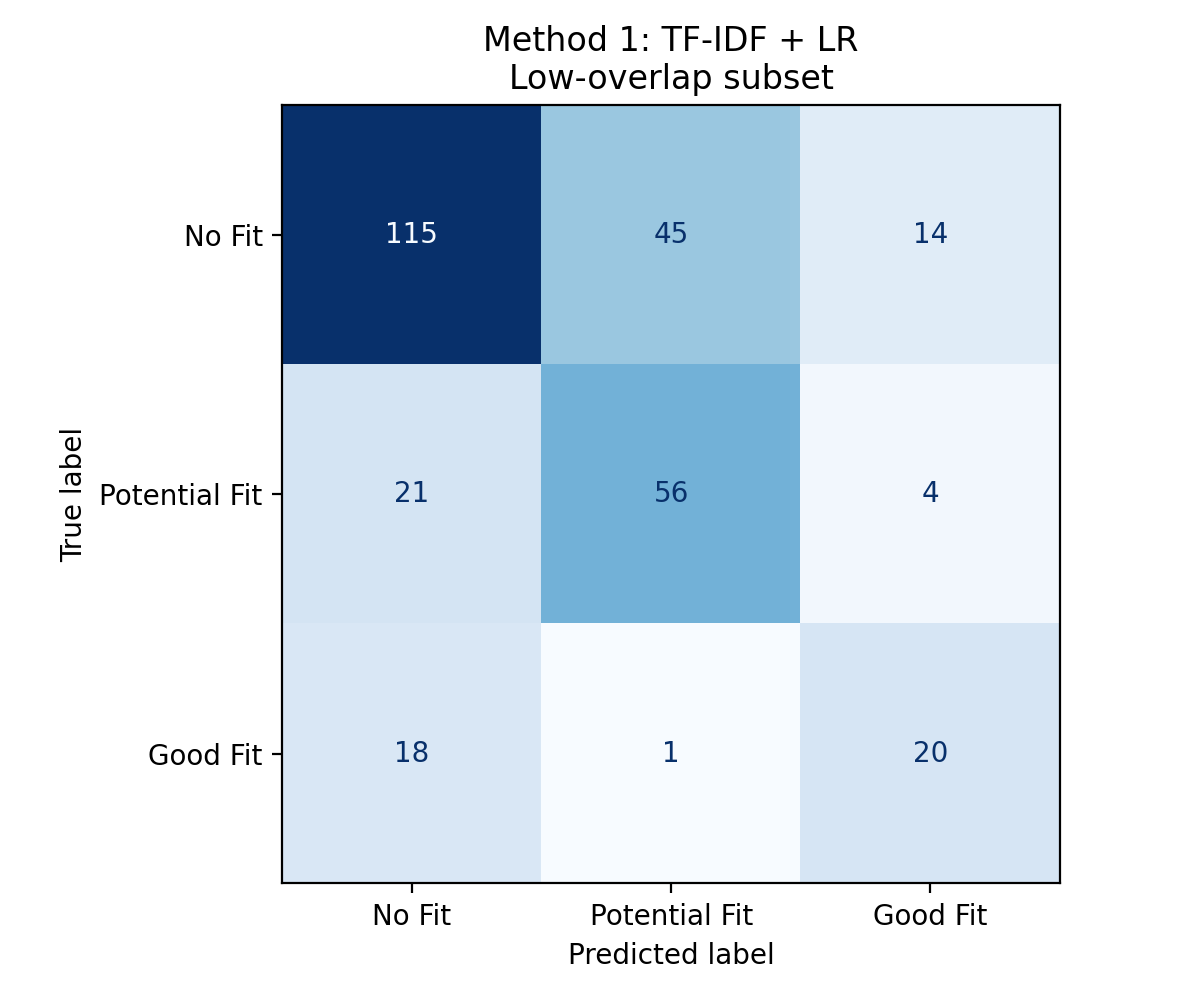 Method 1: TF-IDF + LR
Low-overlap subset
No Fit
115
45
14
True label
Potential Fit
21
56
4
Good Fit
18
1
20
No Fit
Potential Fit
Good Fit
Predicted label